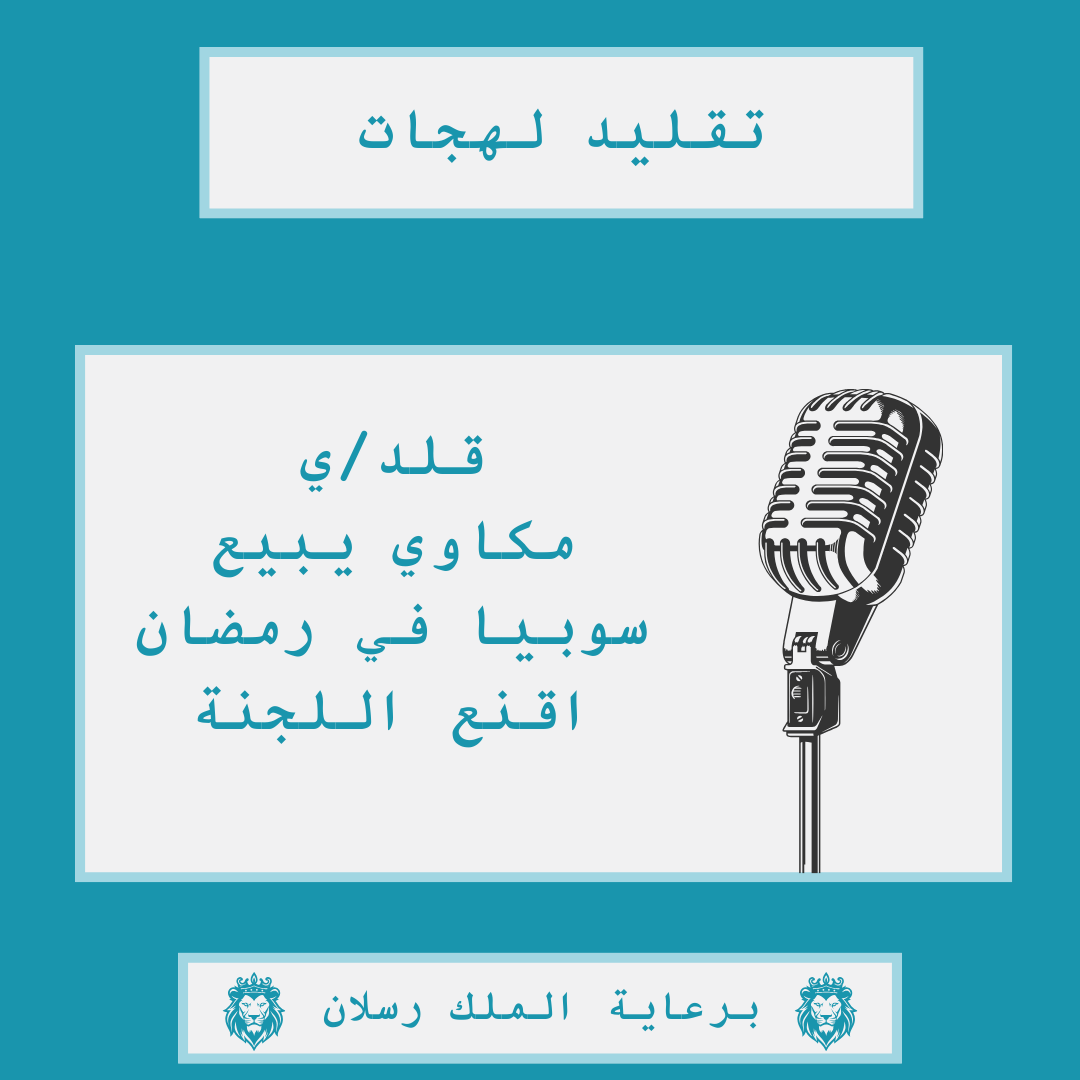 تقليد لهجات
قلد/ي
مكاوي يبيع
سوبيا في رمضان
اقنع اللجنة
برعاية الملك رسلان